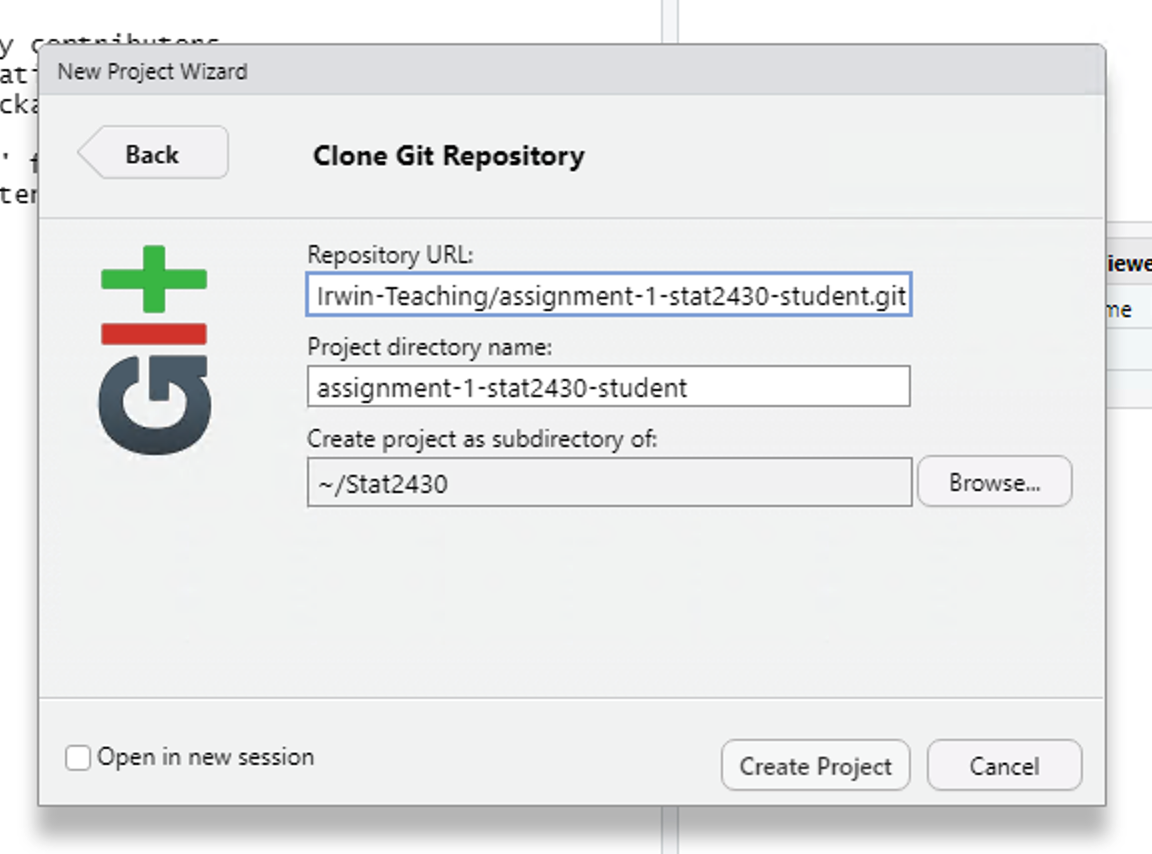 y contributors
New Project Wizard
ati
cka
Back
Clone Git Repository
' f
ter
GIT
Repository URL:
Irwin-Teaching/assignment-1-stat2430-student.git
iewe
me
Project directory name:
assignment-1-stat2430-student
Create project as subdirectory of:
~/Stat2430
Browse...
Open in new session
Create Project
Cancel